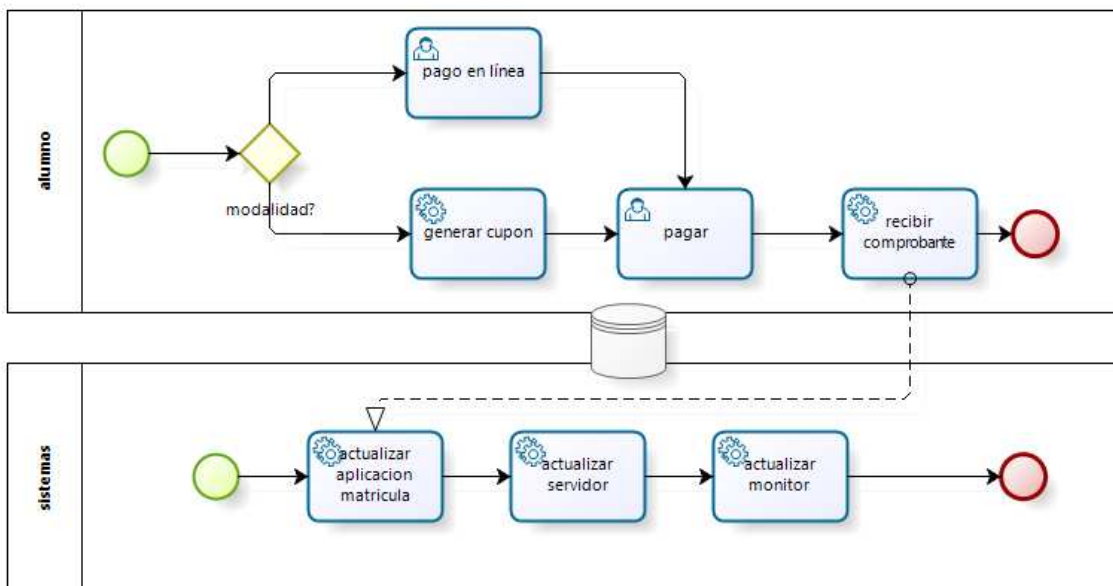 alumno
pago en línea
modalidad?
generar cupon
pagar
recibir
comprobante
sistemas
actualizar
aplicacion
matricula
actualizar
servidor
actualizar
monitor